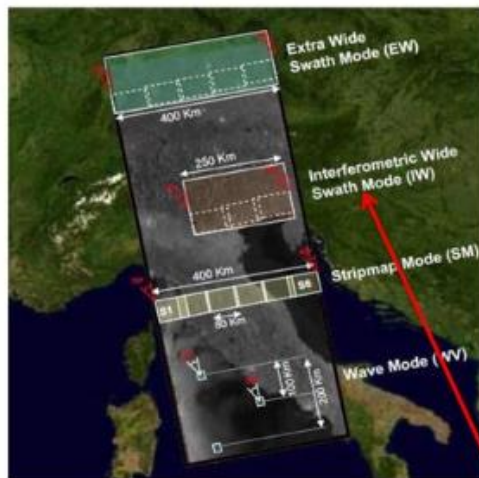 Extra Wide
Swath Mode (EW)
400 Km
250 Km
Interferometric Wide
Swath Mode (IW)
400 Km
Stripmap Mode (SM)
S1
S6
80 Km
Wave Mode (WV)
100 Km
200 Km